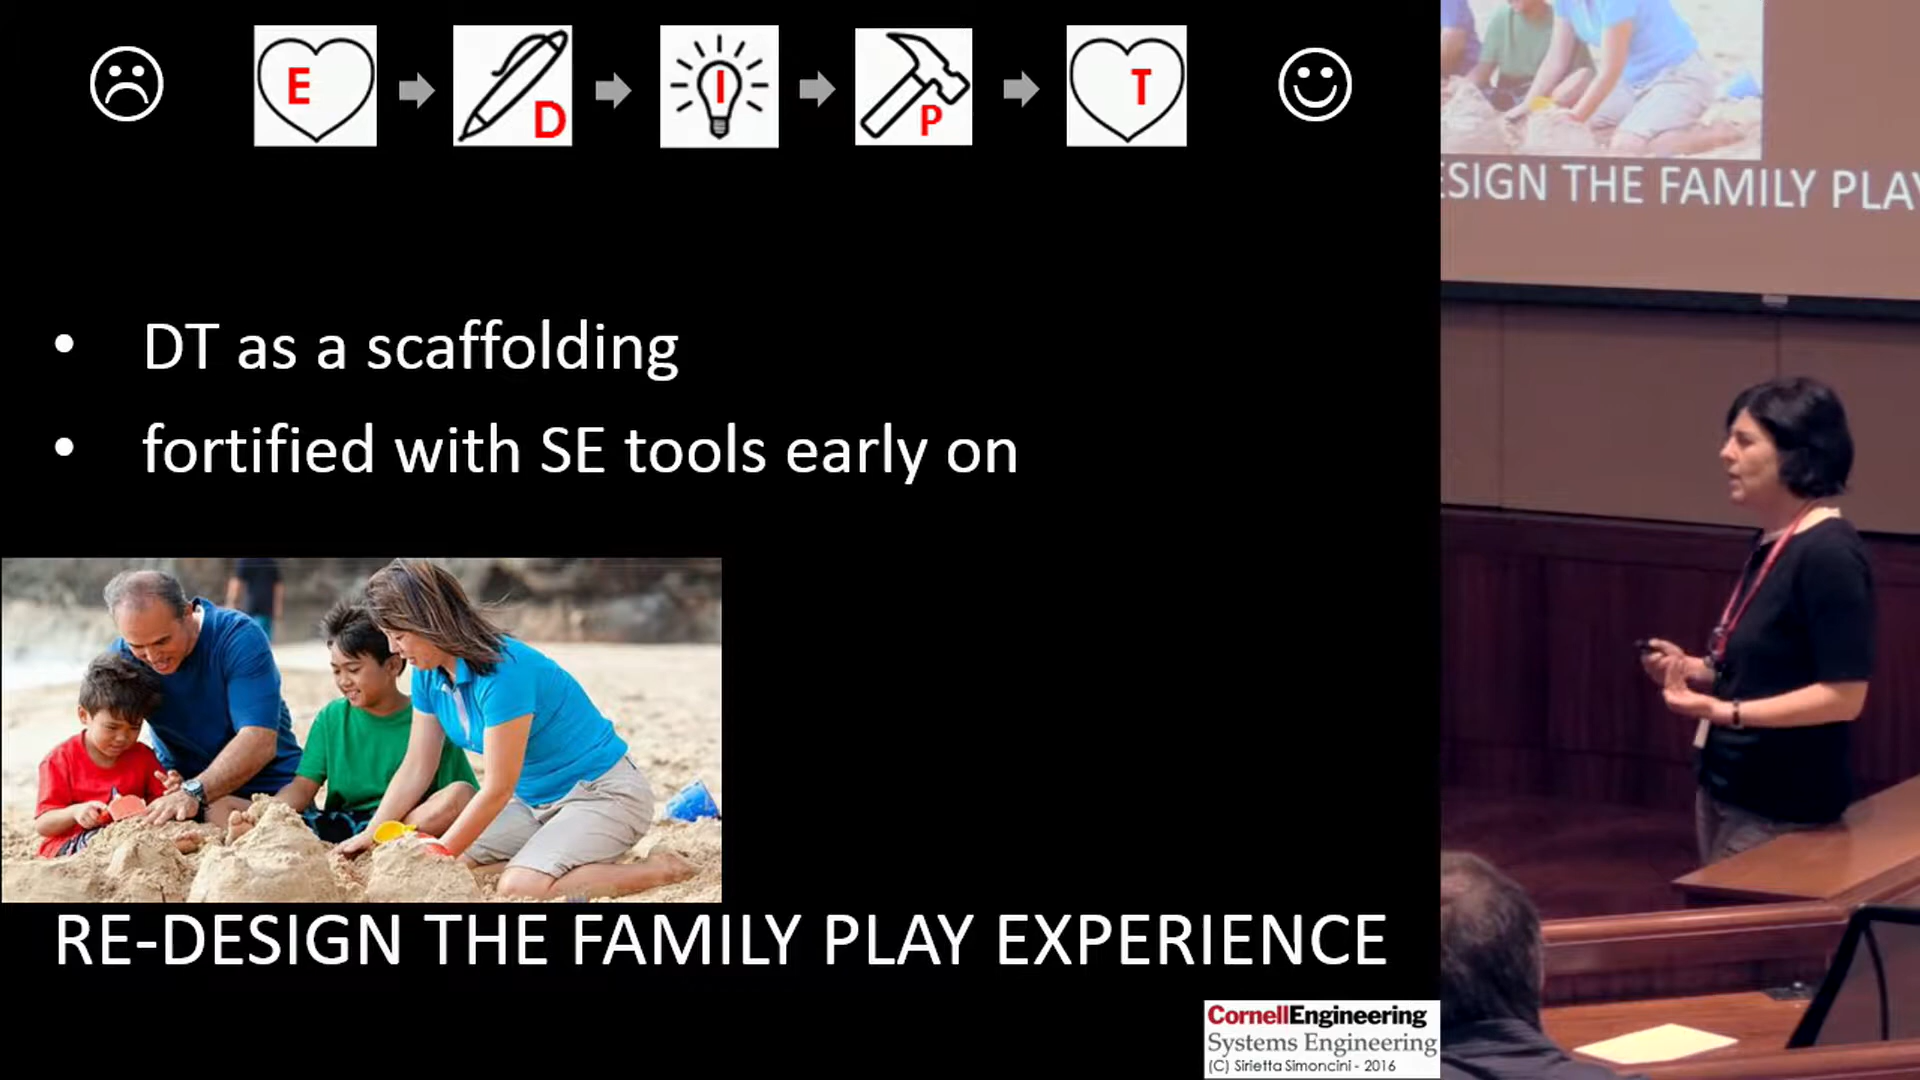 E
D
I
P
T
• DT as a scaffolding
• fortified with SE tools early on
RE-DESIGN THE FAMILY PLAY EXPERIENCE
CornellEngineering
Systems Engineering
(C) Sirietta Simoncini - 2016
ESIGN THE FAMILY PLAY